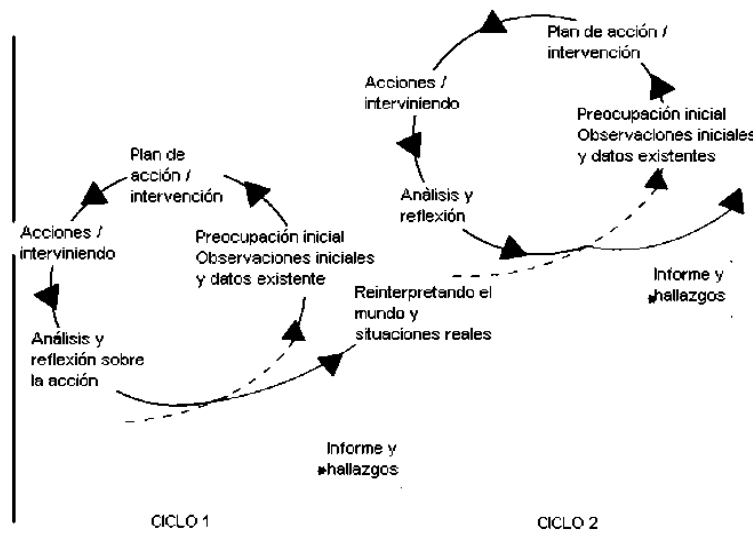 Plan de
acción /
intervención
Acciones /
interviniendo
Preocupación inicial
Observaciones iniciales
y datos existente
Análisis y
reflexión sobre
la acción
Reinterpretando el
mundo y
situaciones reales
Informe y
hallazgos
CICLO 1
Plan de acción /
intervención
Acciones /
interviniendo
Preocupación inicial
Observaciones iniciales
y datos existentes
Análisis y
reflexión
Informe y
hallazgos
CICLO 2